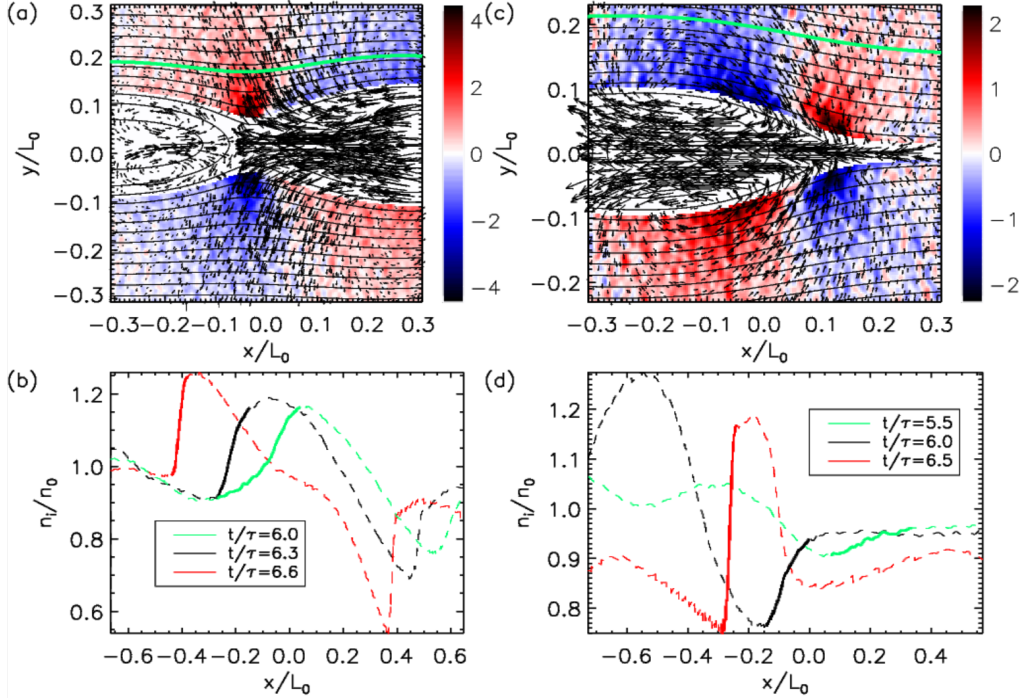 (a)
0.3
0.2
0.1
0.0
-0.1
-0.2
-0.3
y/L₀
-0.3 -0.2 -0.1 0.0 0.1 0.2 0.3
x/L₀
4
2
0
-2
-4
(c)
0.2
0.1
0.0
-0.1
-0.2
y/L₀
-0.3 -0.2 -0.1 0.0 0.1 0.2 0.3
x/L₀
2
1
0
-1
-2
(b)
1.2
1.0
0.8
0.6
nᵢ/n₀
t/τ=6.0
t/τ=6.3
t/τ=6.6
-0.6 -0.4 -0.2 0.0 0.2 0.4 0.6
x/L₀
(d)
1.2
1.1
1.0
0.9
0.8
nᵢ/n₀
t/τ=5.5
t/τ=6.0
t/τ=6.5
-0.6 -0.4 -0.2 0.0 0.2 0.4
x/L₀